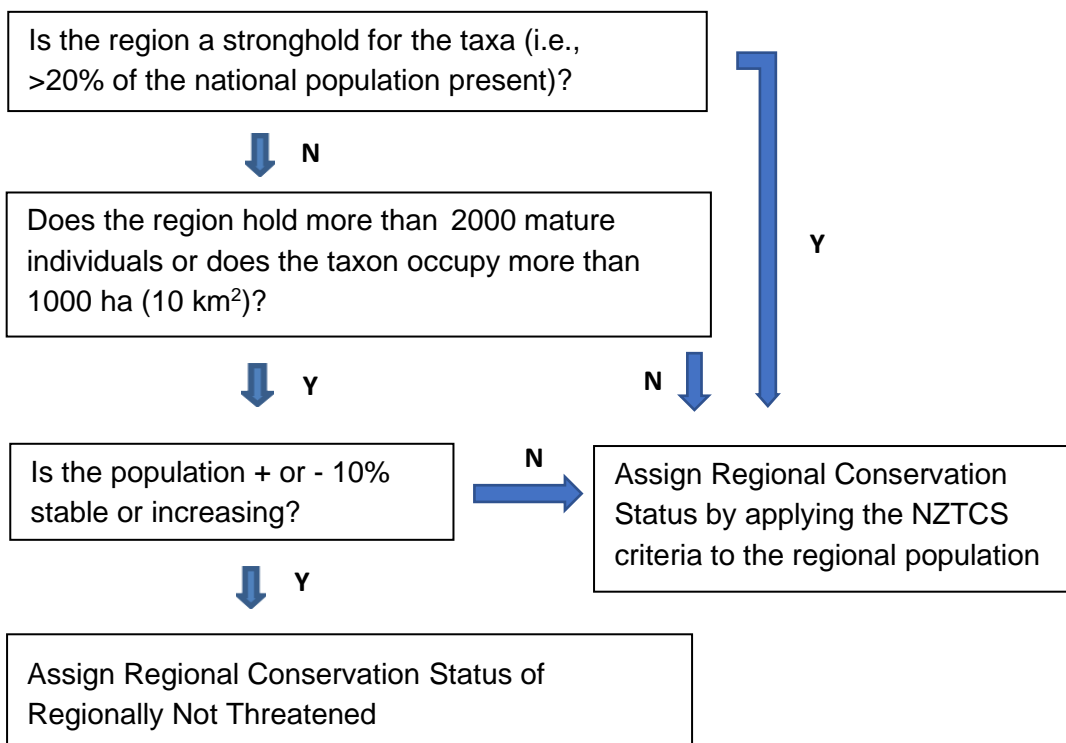 Is the region a stronghold for the taxa (i.e.,
>20% of the national population present)?
N
Does the region hold more than 2000 mature
individuals or does the taxon occupy more than
1000 ha (10 km²)?
Y
Y
N
Is the population + or - 10%
stable or increasing?
N
Assign Regional Conservation
Status by applying the NZTCS
criteria to the regional population
Y
Assign Regional Conservation Status of
Regionally Not Threatened